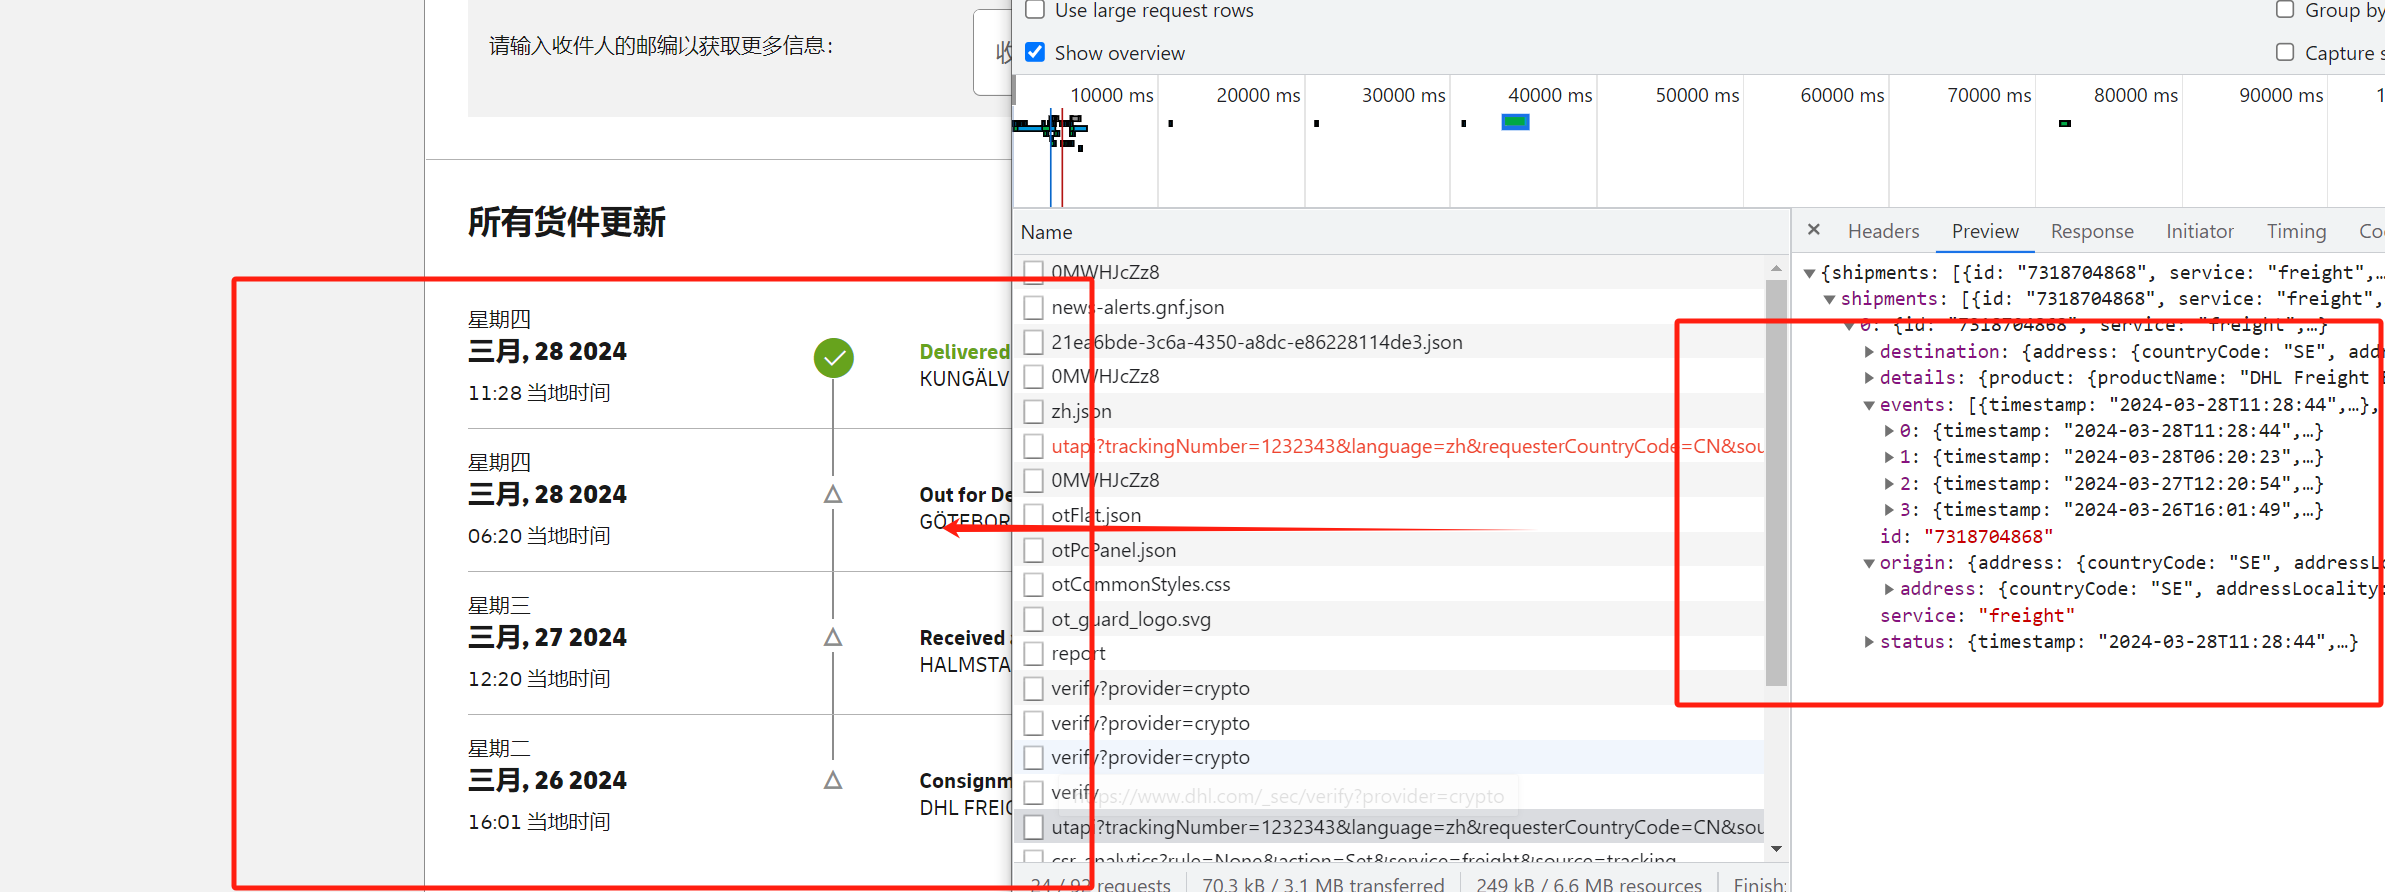 请输入收件人的邮编以获取更多信息：
收
所有货件更新
星期四
三月, 28 2024
11:28 当地时间
Delivered
KUNGÄLV
星期四
三月, 28 2024
06:20 当地时间
Out for De
GÖTEBOR
星期三
三月, 27 2024
12:20 当地时间
Received
HALMSTA
星期二
三月, 26 2024
16:01 当地时间
Consignm
DHL FREIG
Use large request rows
Group by
Show overview
Capture s
10000 ms 20000 ms 30000 ms 40000 ms 50000 ms 60000 ms 70000 ms 80000 ms 90000 ms 1
Name
0MWHJcZz8
news-alerts.gnf.json
21ea6bde-3c6a-4350-a8dc-e86228114de3.json
0MWHJcZz8
zh.json
utapi?trackingNumber=1232343&language=zh&requesterCountryCode=CN&sou
0MWHJcZz8
otFlat.json
otPcPanel.json
otCommonStyles.css
ot_guard_logo.svg
report
verify?provider=crypto
verify?provider=crypto
verify?provider=crypto
verify
https://www.dhl.com/_sec/verify?provider=crypto
utapi?trackingNumber=1232343&language=zh&requesterCountryCode=CN&sou
csr_analytics?rule=None&action=Set&service=freight&source=tracking
24 / 92 requests 70.3 kB / 3.1 MB transferred 249 kB / 6.6 MB resources Finish:
× Headers Preview Response Initiator Timing Coo
{shipments: [{id: "7318704868", service: "freight",…
shipments: [{id: "7318704868", service: "freight",
0: {id: "7318704868", service: "freight",…}
destination: {address: {countryCode: "SE", add
details: {product: {productName: "DHL Freight E
events: [{timestamp: "2024-03-28T11:28:44",…},
0: {timestamp: "2024-03-28T11:28:44",…}
1: {timestamp: "2024-03-28T06:20:23",…}
2: {timestamp: "2024-03-27T12:20:54",…}
3: {timestamp: "2024-03-26T16:01:49",…}
id: "7318704868"
origin: {address: {countryCode: "SE", addressL
address: {countryCode: "SE", addressLocality:
service: "freight"
status: {timestamp: "2024-03-28T11:28:44",…}